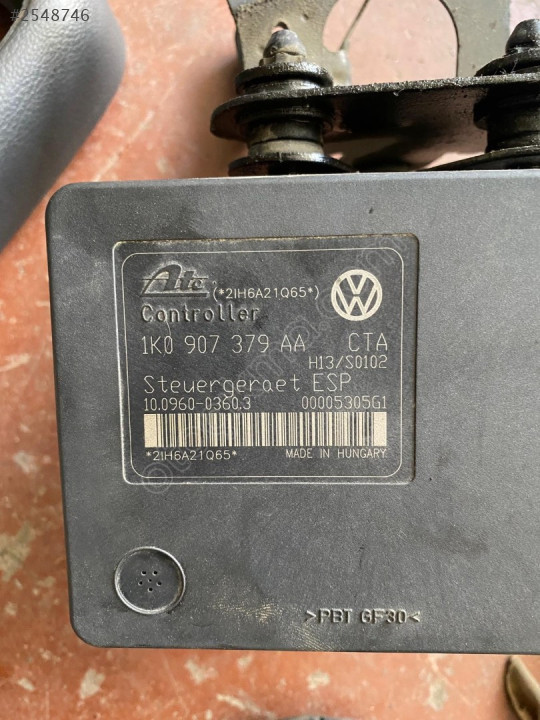 #2548746
Ate (*2IH6A21Q65*)
Controller
1K0 907 379 AA CTA
H13/S0102
Steuergeraet ESP
10.0960-0360.3 00005305G1
*2IH6A21Q65* MADE IN HUNGARY
>PBT GF30<